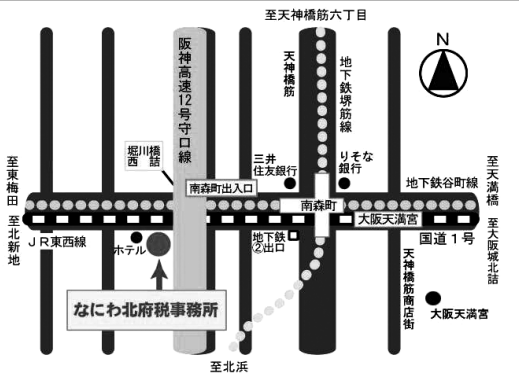 至天神橋筋六丁目
N
阪神高速12号守口線
天神橋筋
地下鉄堺筋線
堀川橋
西 詰
三井
住友銀行
りそな
銀行
至東梅田
南森町出入口
地下鉄谷町線
至天満橋
南森町
大阪天満宮
至北新地
JR東西線
ホテル
地下鉄
②出口
国道1号
至大阪城北詰
なにわ北府税事務所
天神橋筋商店街
大阪天満宮
至北浜